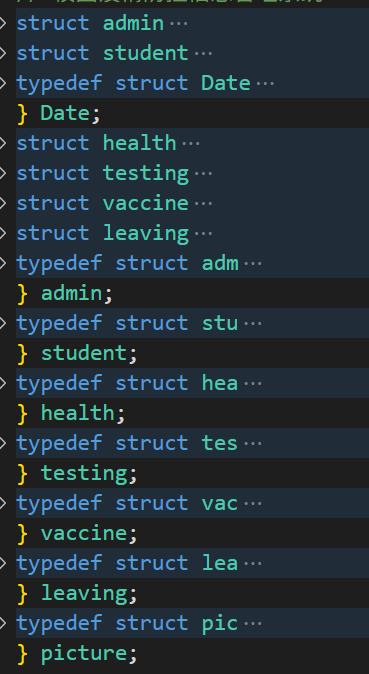 struct admin ···
struct student ···
typedef struct Date ···
} Date;
struct health ···
struct testing ···
struct vaccine ···
struct leaving ···
typedef struct adm ···
} admin;
typedef struct stu ···
} student;
typedef struct hea ···
} health;
typedef struct tes ···
} testing;
typedef struct vac ···
} vaccine;
typedef struct lea ···
} leaving;
typedef struct pic ···
} picture;